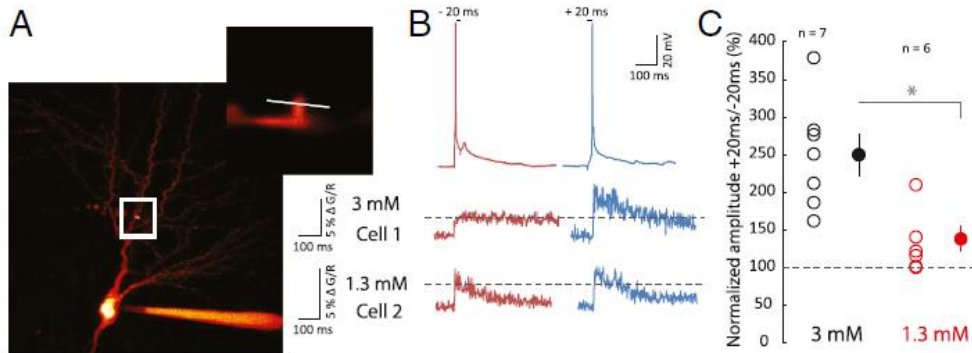 A
100 ms
5 % Δ G/R
3 mM
Cell 1
100 ms
5 % Δ G/R
1.3 mM
Cell 2
B
- 20 ms
+ 20 ms
20 mV
100 ms
C
Normalized amplitude +20ms/-20ms (%)
400
350
300
250
200
150
100
50
0
n = 7
n = 6
*
3 mM
1.3 mM